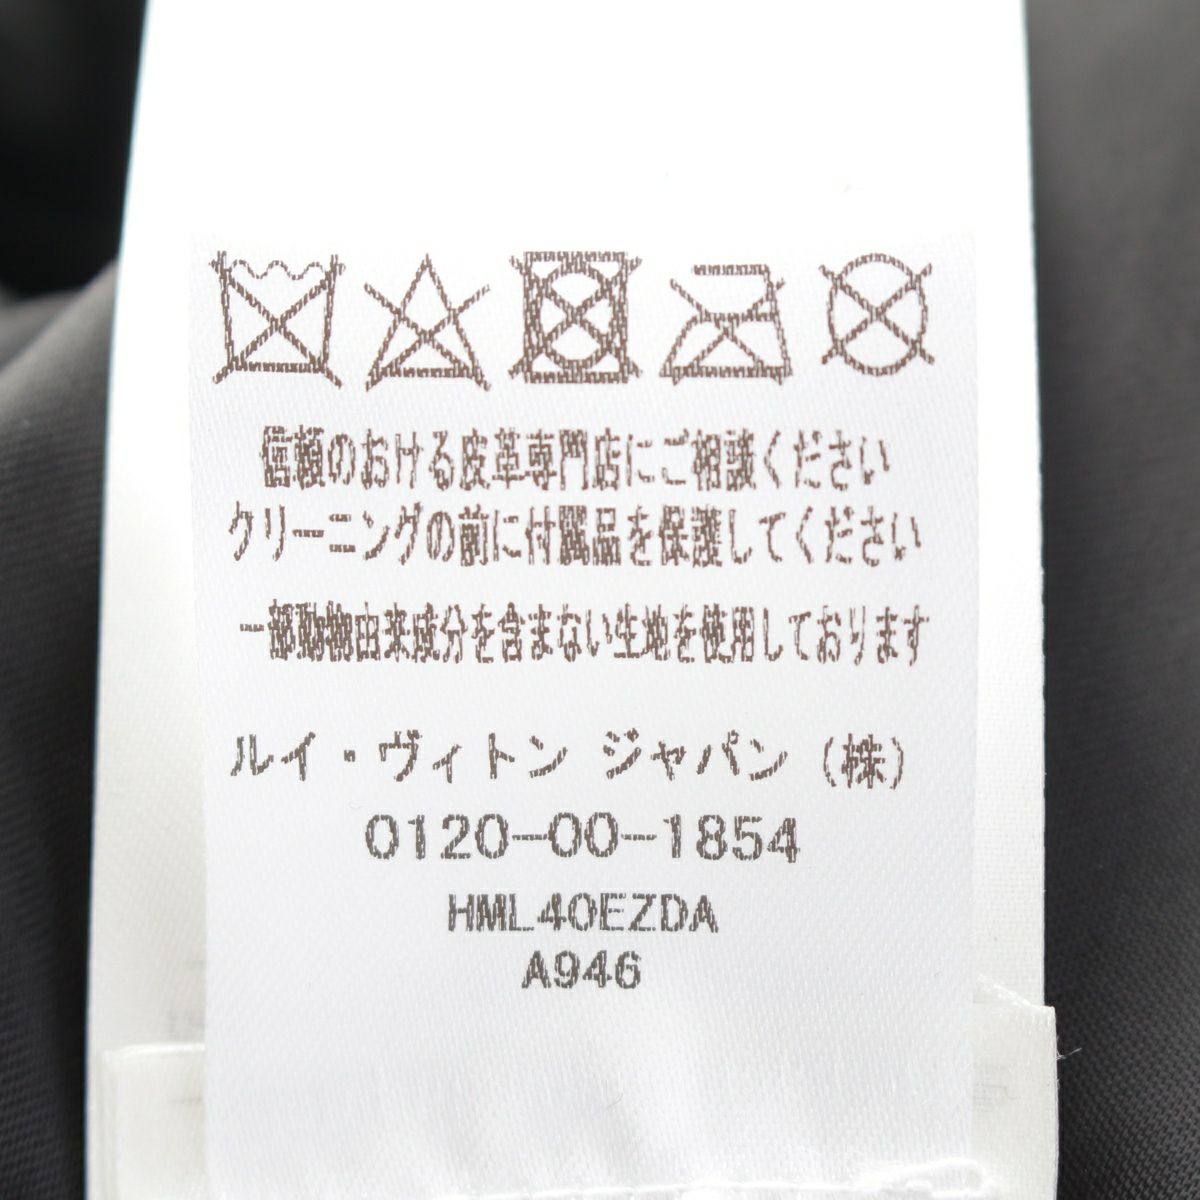 信頼のおける皮革専門店にご相談ください
クリーニングの前に付属品を保護してください
一部動物由来成分を含まない生地を使用しております
ルイ・ヴィトン ジャパン（株）
0120-00-1854
HML40EZDA
A946